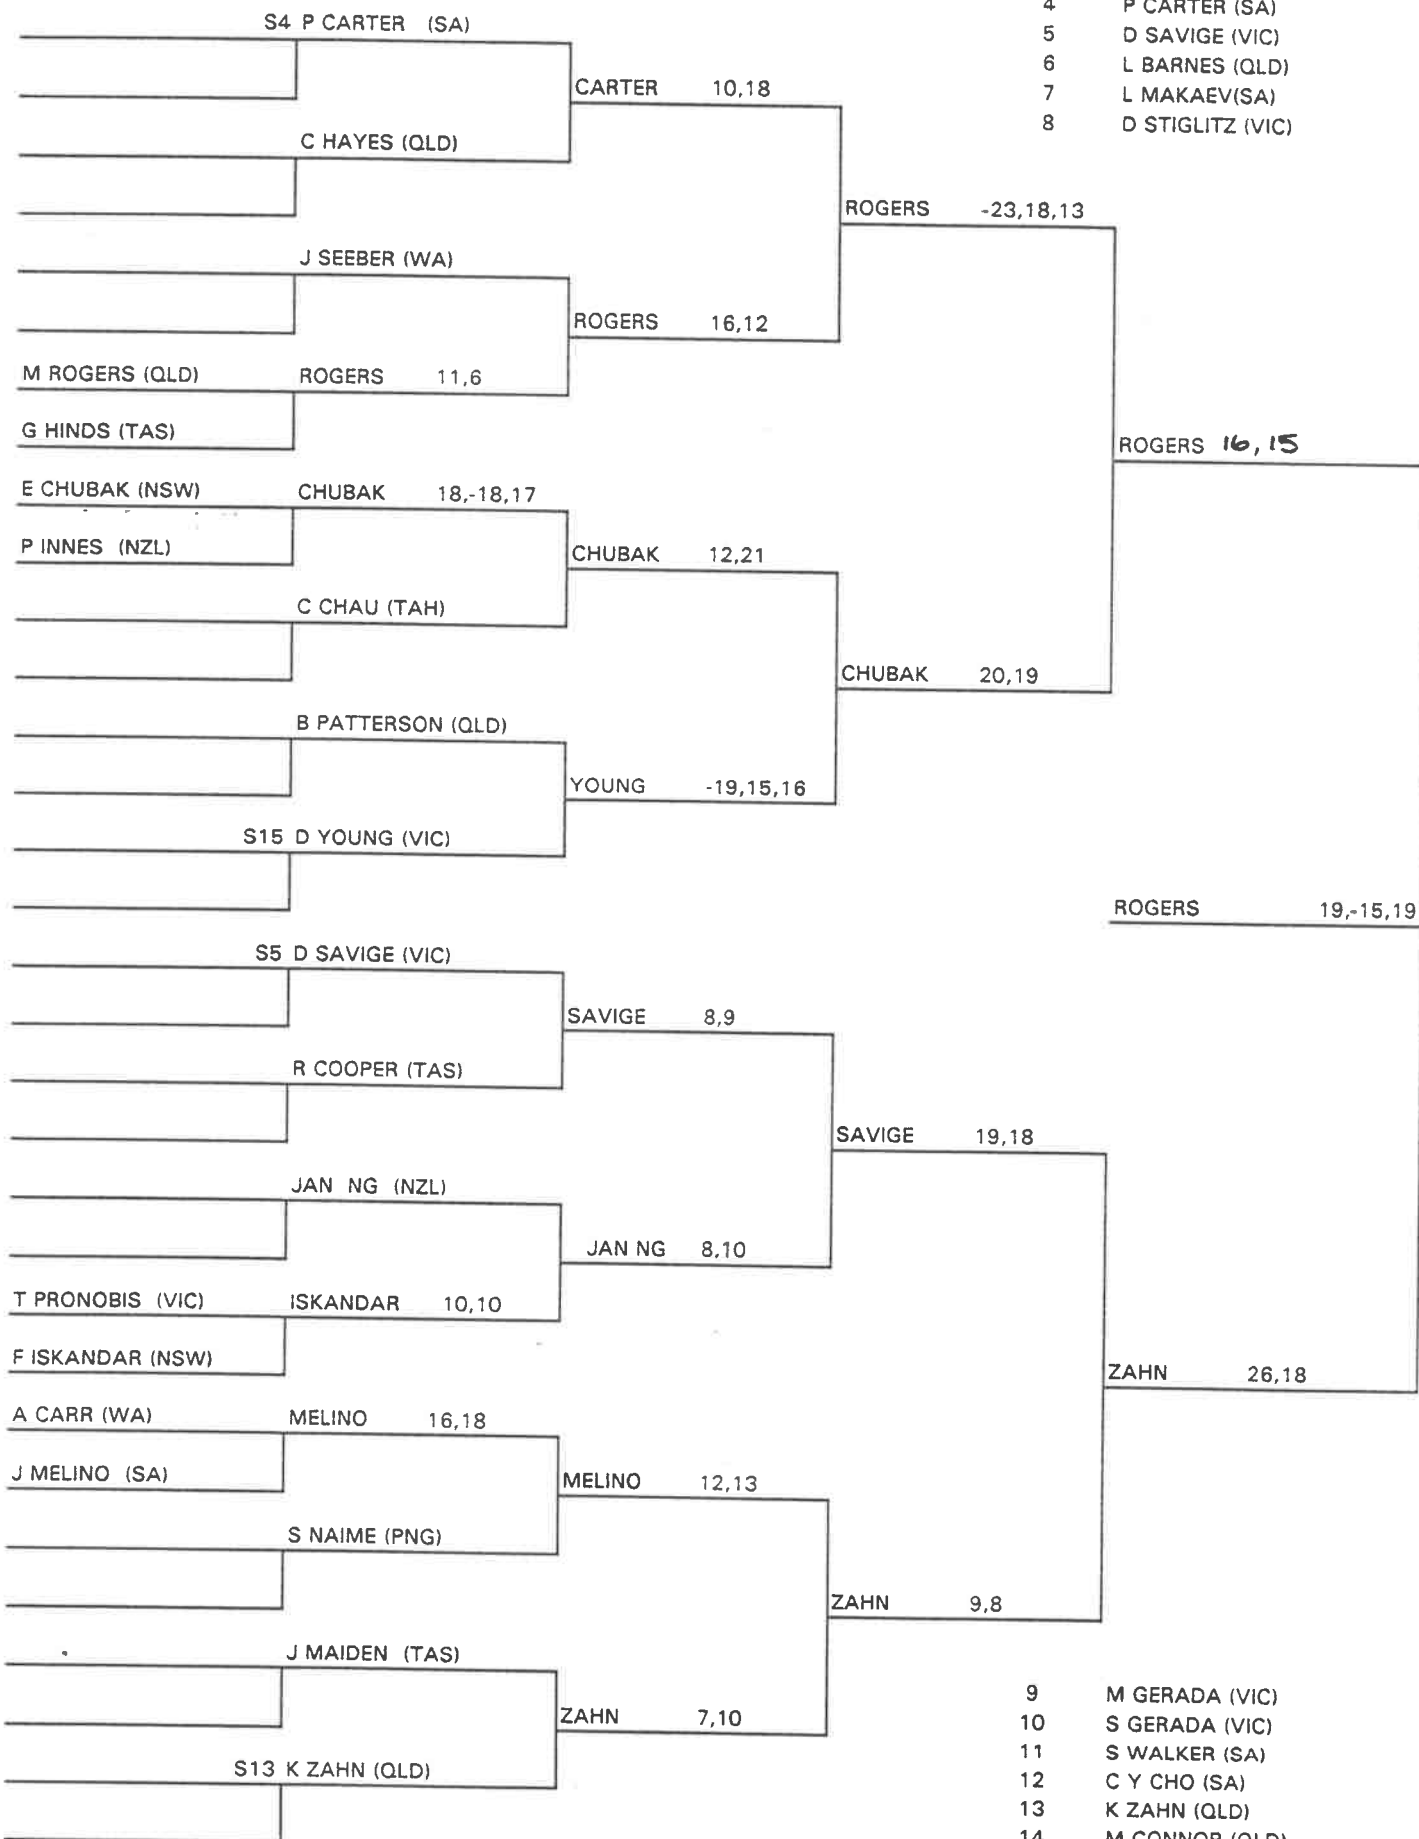 4 P CARTER (SA)
S4 P CARTER (SA)
5 D SAVIGE (VIC)
6 L BARNES (QLD)
CARTER 10,18
7 L MAKAEV(SA)
8 D STIGLITZ (VIC)
C HAYES (QLD)
ROGERS -23,18,13
J SEEBER (WA)
ROGERS 16,12
M ROGERS (QLD) ROGERS 11,6
G HINDS (TAS)
ROGERS 16,15
E CHUBAK (NSW) CHUBAK 18,-18,17
P INNES (NZL)
CHUBAK 12,21
C CHAU (TAH)
CHUBAK 20,19
B PATTERSON (QLD)
YOUNG -19,15,16
S15 D YOUNG (VIC)
ROGERS 19,-15,19
S5 D SAVIGE (VIC)
SAVIGE 8,9
R COOPER (TAS)
SAVIGE 19,18
JAN NG (NZL)
JAN NG 8,10
T PRONOBIS (VIC) ISKANDAR 10,10
F ISKANDAR (NSW)
ZAHN 26,18
A CARR (WA) MELINO 16,18
J MELINO (SA)
MELINO 12,13
S NAIME (PNG)
ZAHN 9,8
J MAIDEN (TAS)
9 M GERADA (VIC)
ZAHN 7,10
10 S GERADA (VIC)
11 S WALKER (SA)
S13 K ZAHN (QLD)
12 C Y CHO (SA)
13 K ZAHN (QLD)
14 M CONNOR (QLD)